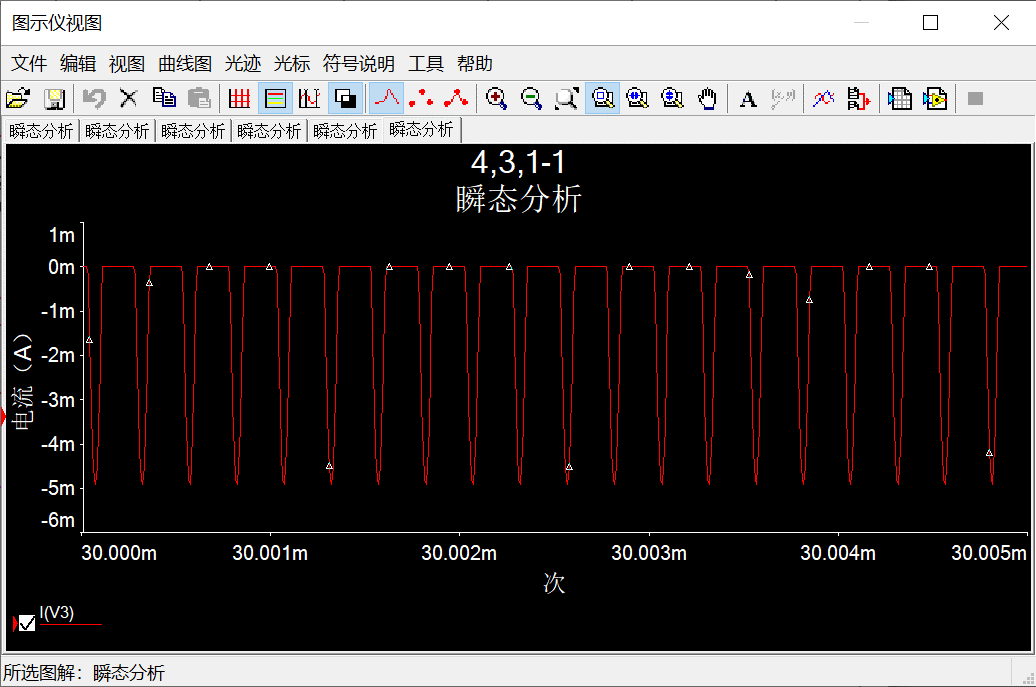 图示仪视图
文件 编辑 视图 曲线图 光迹 光标 符号说明 工具 帮助
瞬态分析 瞬态分析 瞬态分析 瞬态分析 瞬态分析 瞬态分析
4,3,1-1
瞬态分析
1m
0m
-1m
-2m
-3m
-4m
-5m
-6m
电流（A）
30.000m 30.001m 30.002m 30.003m 30.004m 30.005m
次
I(V3)
所选图解：瞬态分析